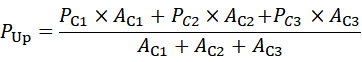 P_Up = (P_C1 × A_C1 + P_C2 × A_C2 + P_C3 × A_C3) / (A_C1 + A_C2 + A_C3)